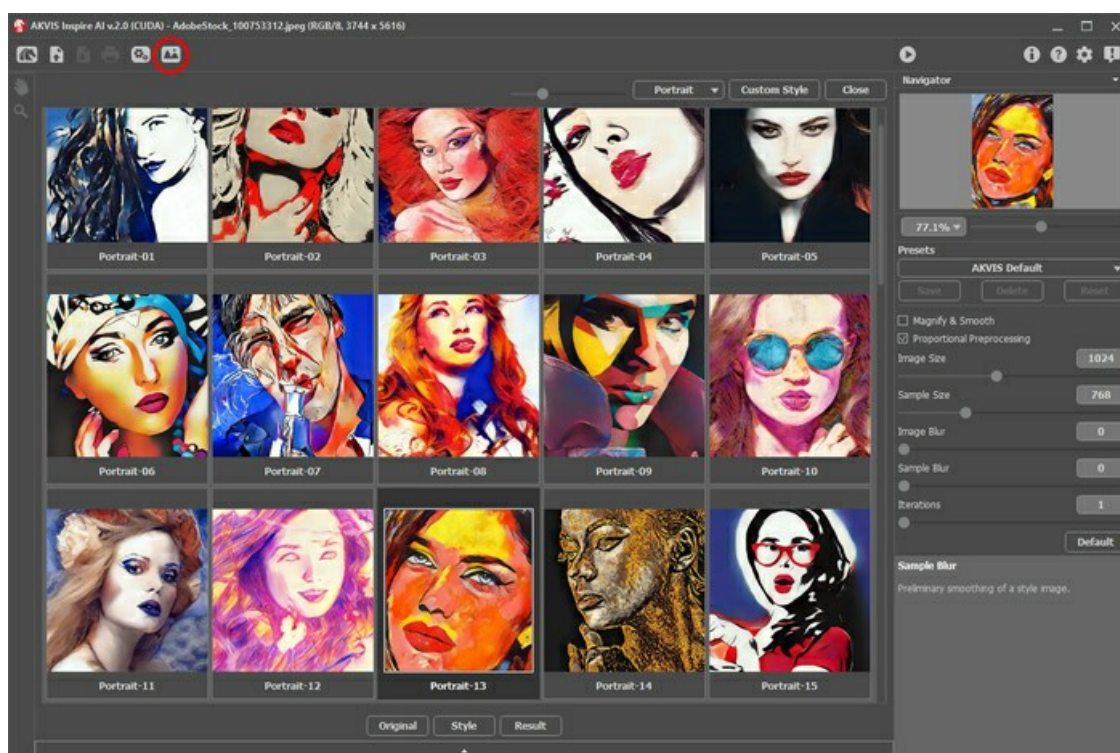 AKVIS Inspire AI v.2.0 (CUDA) - AdobeStock_100753312.jpeg (RGB/8, 3744 x 5616)
Portrait Custom Style Close
Navigator
Portrait-01 Portrait-02 Portrait-03 Portrait-04 Portrait-05
77.1%
Presets
AKVIS Default
Save Delete Reset
Magnify & Smooth
Proportional Preprocessing
Image Size 1024
Sample Size 768
Image Blur 0
Portrait-06 Portrait-07 Portrait-08 Portrait-09 Portrait-10
Sample Blur 0
Iterations 1
Default
Sample Blur
Preliminary smoothing of a style image.
Portrait-11 Portrait-12 Portrait-13 Portrait-14 Portrait-15
Original Style Result